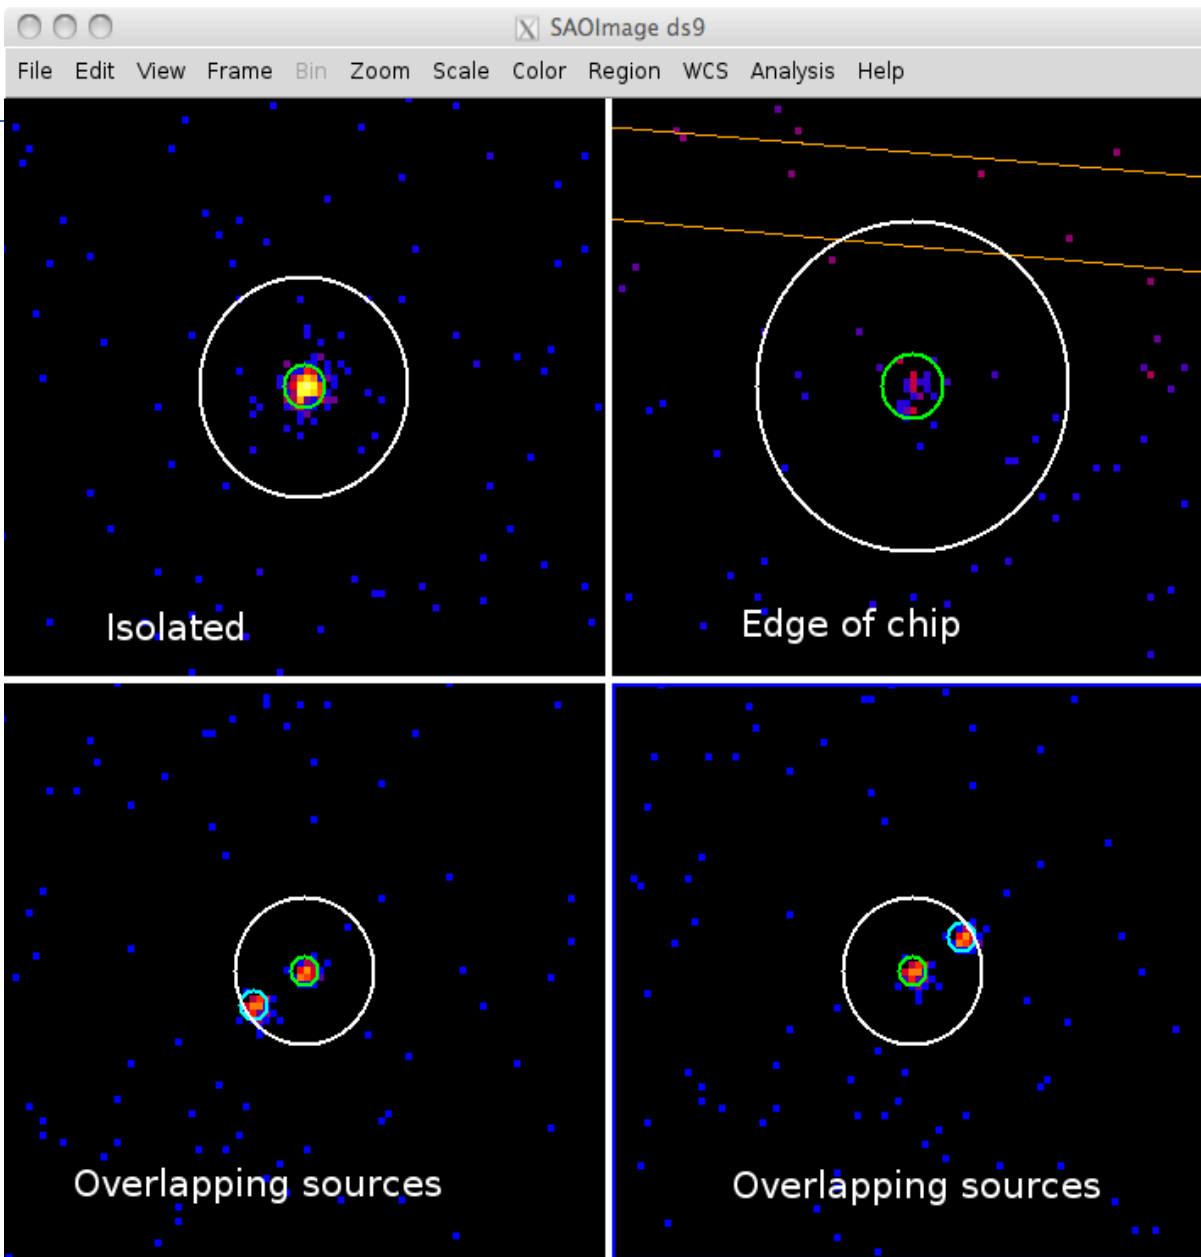 SAOImage ds9
File Edit View Frame Bin Zoom Scale Color Region WCS Analysis Help
Isolated
Edge of chip
Overlapping sources
Overlapping sources